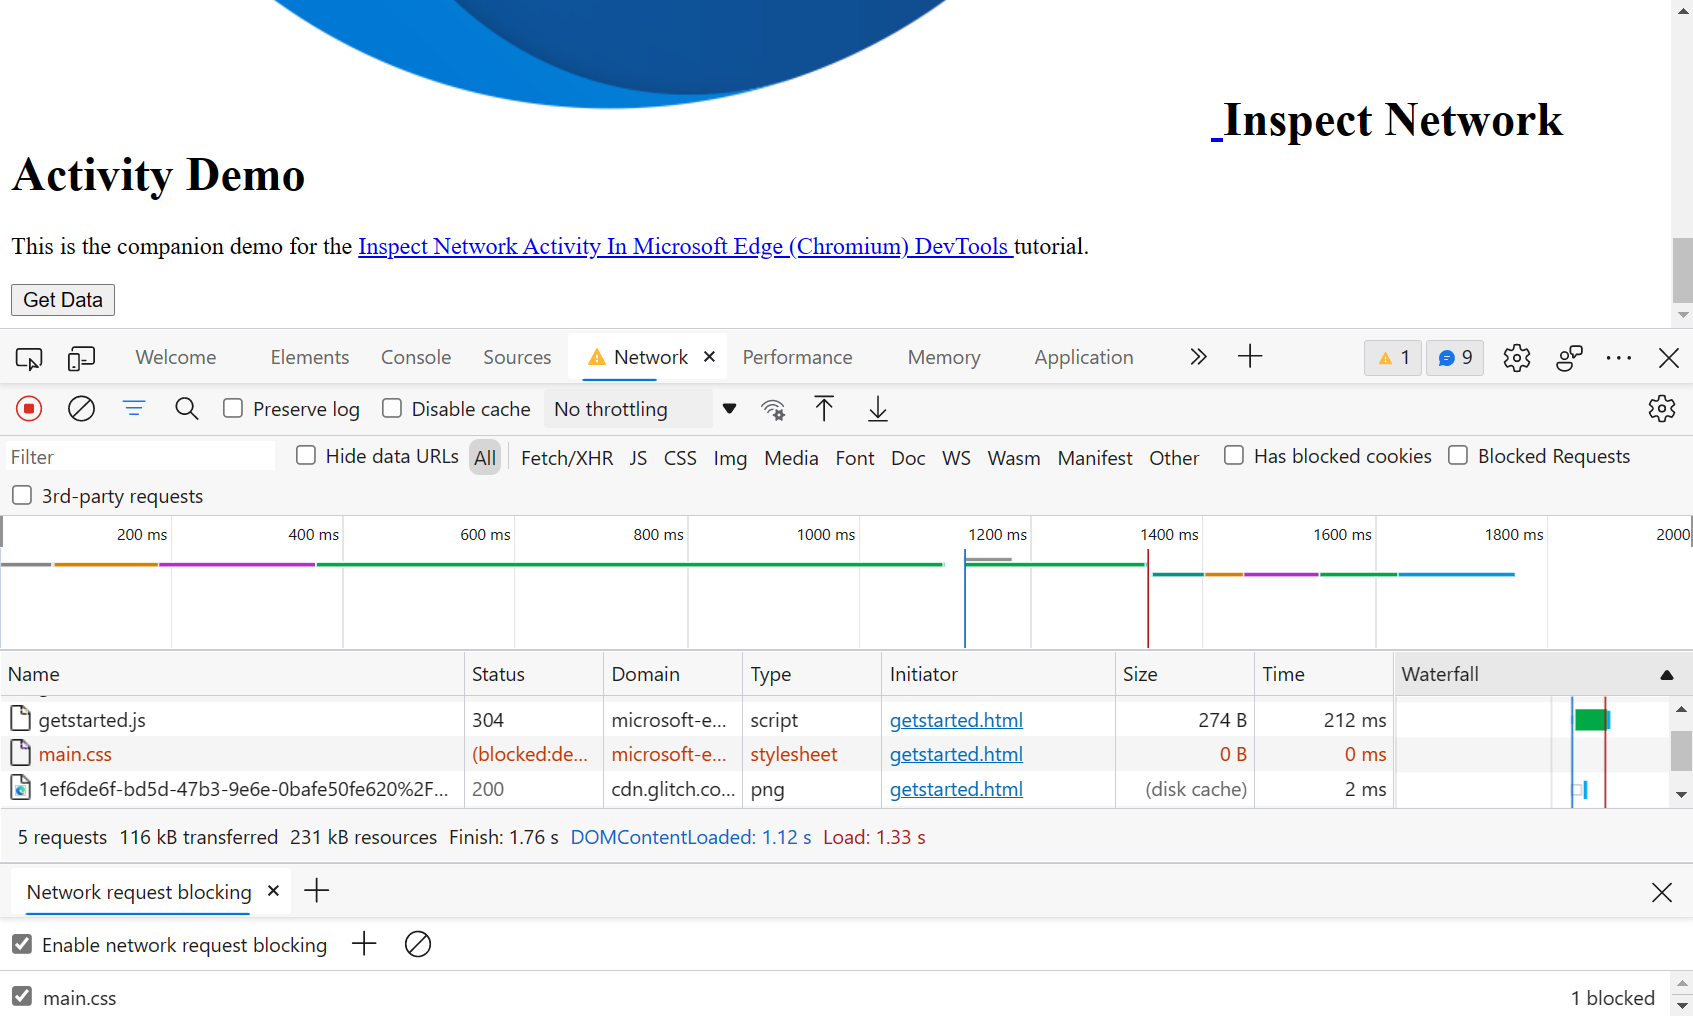 Inspect Network
Activity Demo
This is the companion demo for the Inspect Network Activity In Microsoft Edge (Chromium) DevTools tutorial.
Get Data
Welcome Elements Console Sources Network Performance Memory Application 1 9
Preserve log Disable cache No throttling
Filter Hide data URLs All Fetch/XHR JS CSS Img Media Font Doc WS Wasm Manifest Other Has blocked cookies Blocked Requests
3rd-party requests
200 ms 400 ms 600 ms 800 ms 1000 ms 1200 ms 1400 ms 1600 ms 1800 ms 2000
Name Status Domain Type Initiator Size Time Waterfall
getstarted.js 304 microsoft-e... script getstarted.html 274 B 212 ms
main.css (blocked:de... microsoft-e... stylesheet getstarted.html 0 B 0 ms
1ef6de6f-bd5d-47b3-9e6e-0bafe50fe620%2F... 200 cdn.glitch.co... png getstarted.html (disk cache) 2 ms
5 requests 116 kB transferred 231 kB resources Finish: 1.76 s DOMContentLoaded: 1.12 s Load: 1.33 s
Network request blocking
Enable network request blocking
main.css 1 blocked